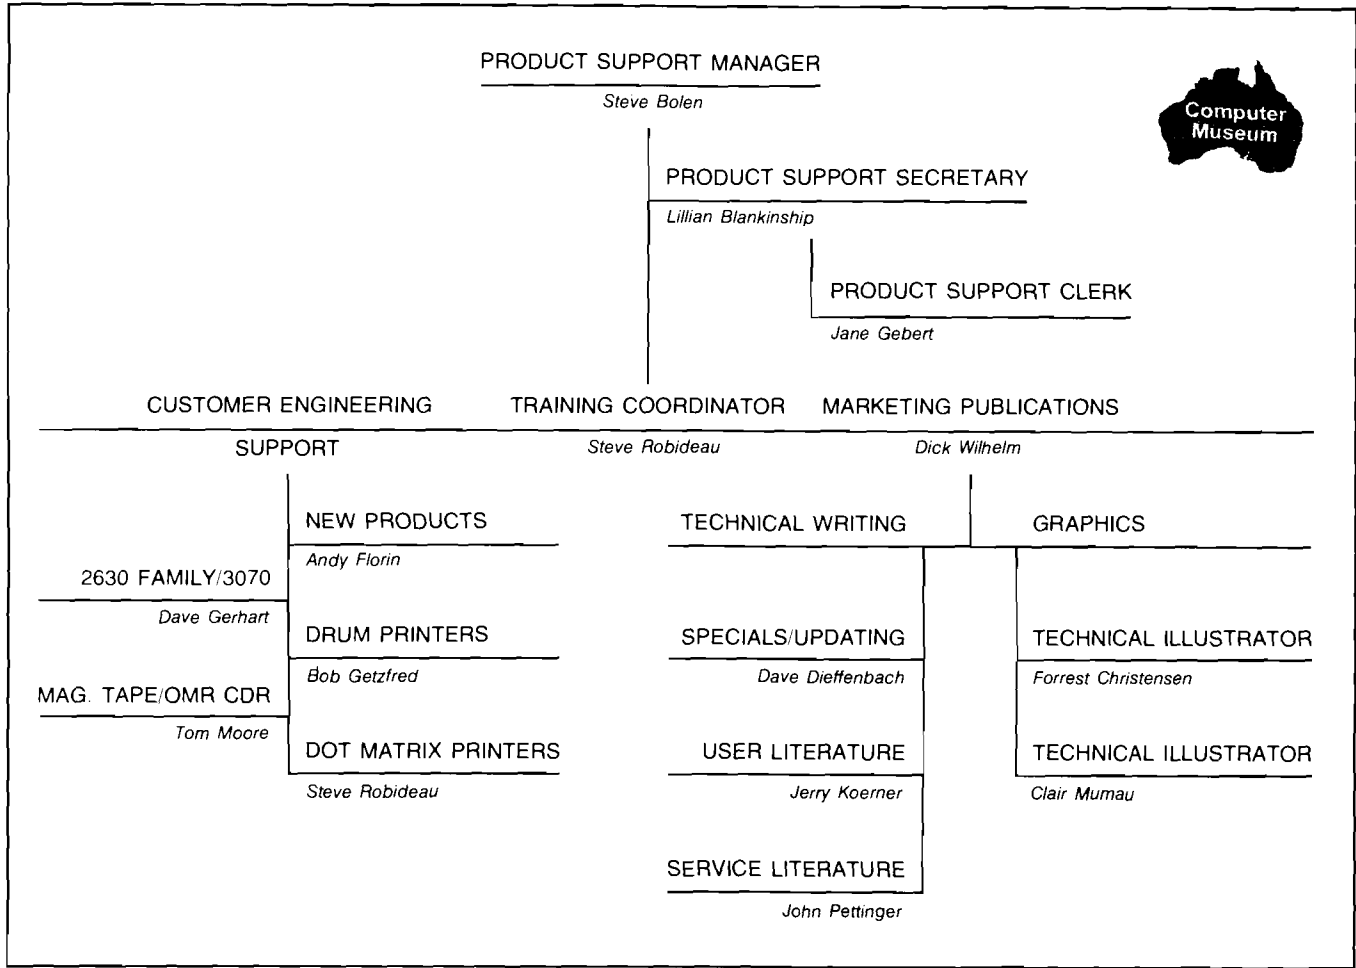 PRODUCT SUPPORT MANAGER
Steve Bolen
Computer
Museum
PRODUCT SUPPORT SECRETARY
Lillian Blankinship
PRODUCT SUPPORT CLERK
Jane Gebert
CUSTOMER ENGINEERING
SUPPORT
TRAINING COORDINATOR
Steve Robideau
MARKETING PUBLICATIONS
Dick Wilhelm
NEW PRODUCTS
Andy Florin
2630 FAMILY/3070
Dave Gerhart
DRUM PRINTERS
Bob Getzfred
MAG. TAPE/OMR CDR
Tom Moore
DOT MATRIX PRINTERS
Steve Robideau
TECHNICAL WRITING
SPECIALS/UPDATING
Dave Dieffenbach
USER LITERATURE
Jerry Koerner
SERVICE LITERATURE
John Pettinger
GRAPHICS
TECHNICAL ILLUSTRATOR
Forrest Christensen
TECHNICAL ILLUSTRATOR
Clair Mumau